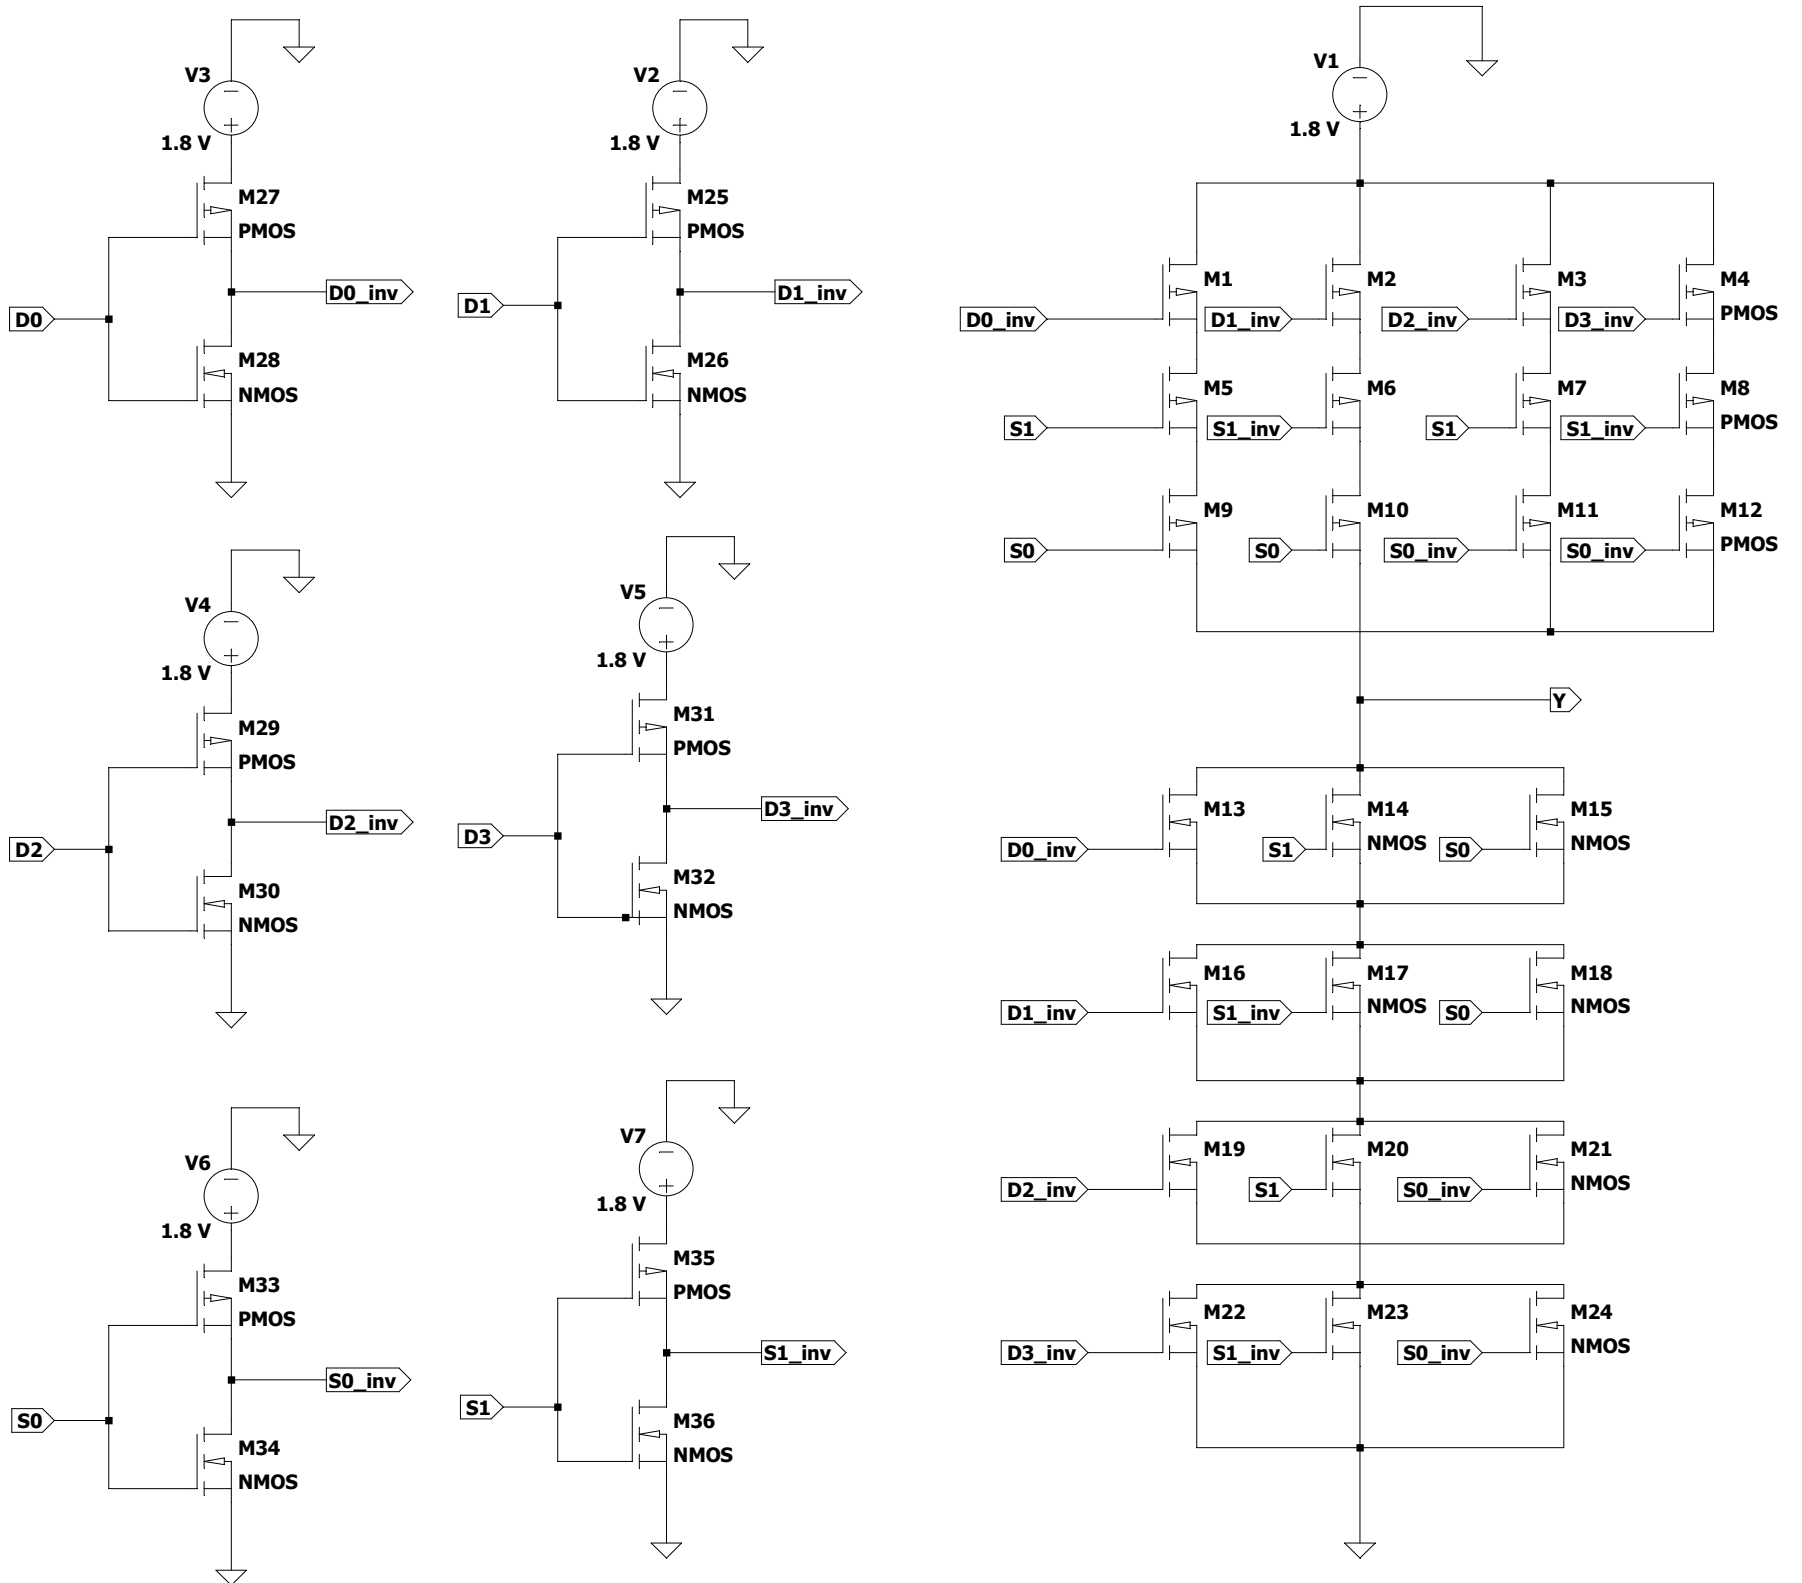 V3
1.8 V
M27
PMOS
D0
D0_inv
M28
NMOS
V2
1.8 V
M25
PMOS
D1
D1_inv
M26
NMOS
V4
1.8 V
M29
PMOS
D2
D2_inv
M30
NMOS
V5
1.8 V
M31
PMOS
D3
D3_inv
M32
NMOS
V6
1.8 V
M33
PMOS
S0
S0_inv
M34
NMOS
V7
1.8 V
M35
PMOS
S1
S1_inv
M36
NMOS
V1
1.8 V
M1 M2 M3 M4
D0_inv D1_inv D2_inv D3_inv PMOS
M5 M6 M7 M8
S1 S1_inv S1 S1_inv PMOS
M9 M10 M11 M12
S0 S0 S0_inv S0_inv PMOS
Y
M13 M14 M15
D0_inv S1 NMOS S0 NMOS
M16 M17 M18
D1_inv S1_inv NMOS S0 NMOS
M19 M20 M21
D2_inv S1 S0_inv NMOS
M22 M23 M24
D3_inv S1_inv S0_inv NMOS